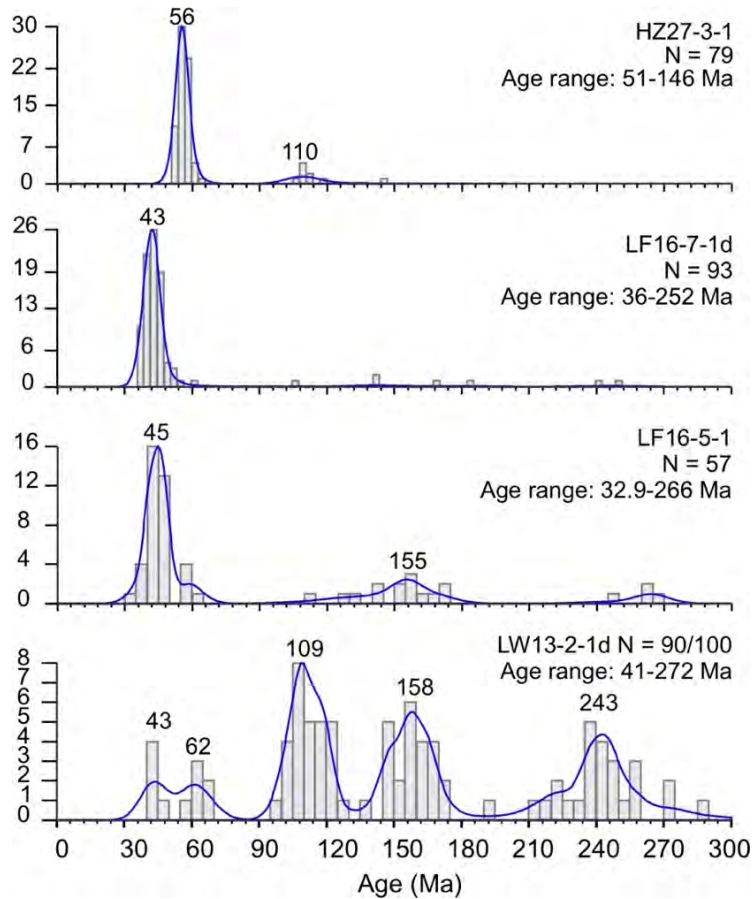 30
22
15
7
0
56
110
HZ27-3-1
N = 79
Age range: 51-146 Ma
26
19
13
6
0
43
LF16-7-1d
N = 93
Age range: 36-252 Ma
16
12
8
4
0
45
155
LF16-5-1
N = 57
Age range: 32.9-266 Ma
8
7
6
5
4
3
2
1
0
43
62
109
158
243
LW13-2-1d N = 90/100
Age range: 41-272 Ma
0 30 60 90 120 150 180 210 240 270 300
Age (Ma)